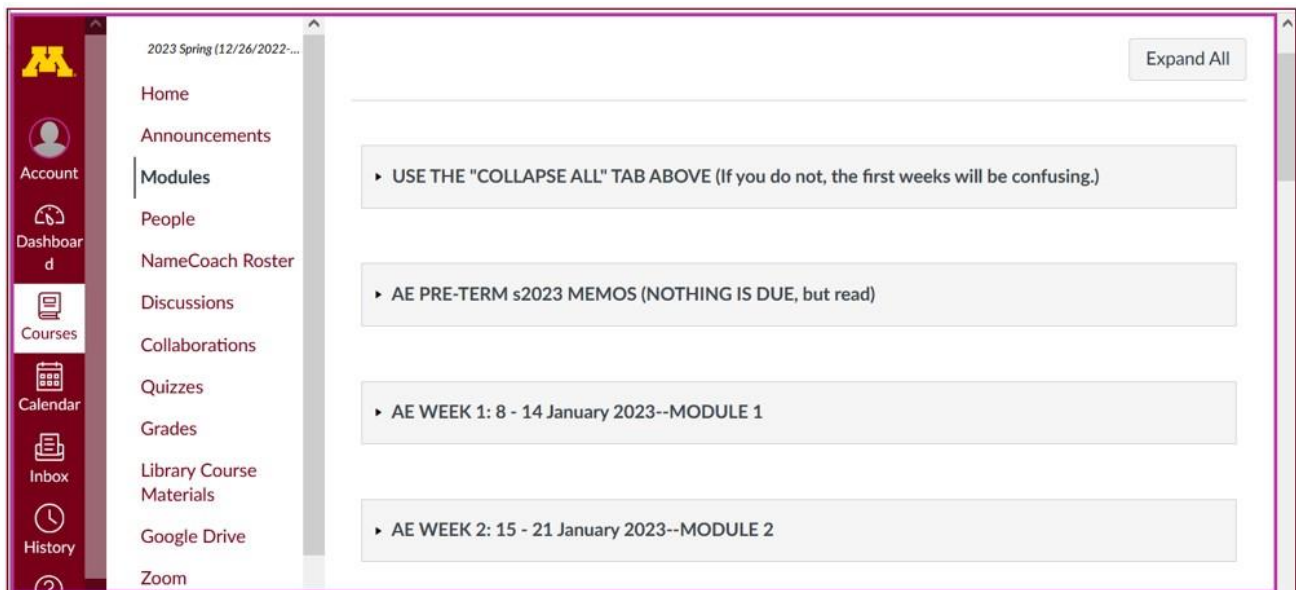 Account
Dashboar
d
Courses
Calendar
Inbox
History
2023 Spring (12/26/2022-...
Home
Announcements
Modules
People
NameCoach Roster
Discussions
Collaborations
Quizzes
Grades
Library Course
Materials
Google Drive
Zoom
Expand All
USE THE "COLLAPSE ALL" TAB ABOVE (If you do not, the first weeks will be confusing.)
AE PRE-TERM s2023 MEMOS (NOTHING IS DUE, but read)
AE WEEK 1: 8 - 14 January 2023--MODULE 1
AE WEEK 2: 15 - 21 January 2023--MODULE 2